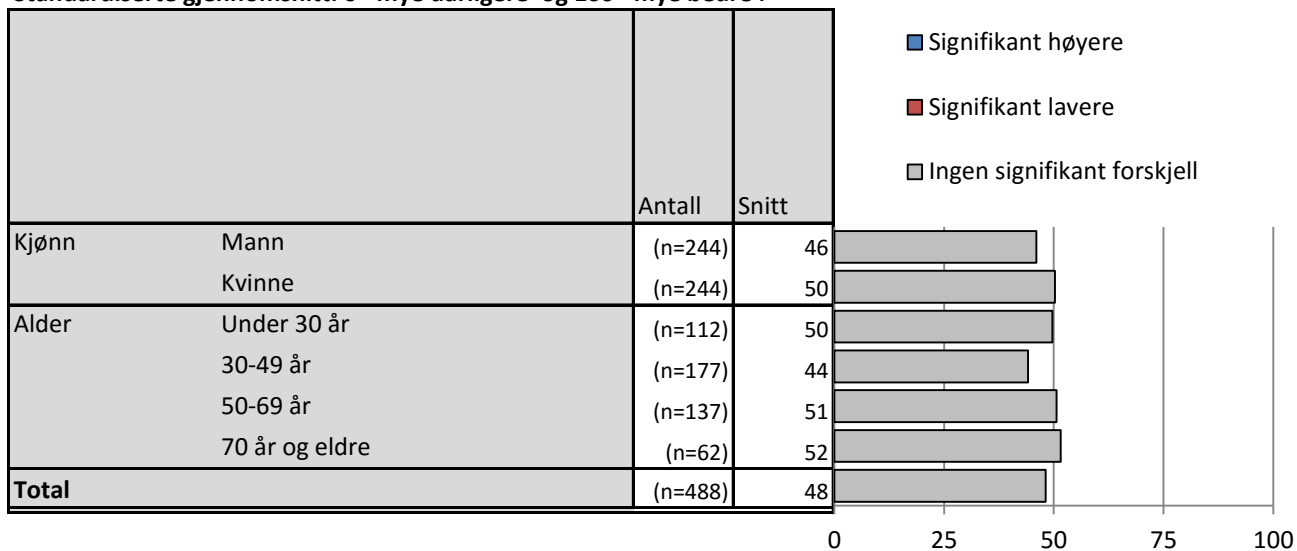 Signifikant høyere
Signifikant lavere
Ingen signifikant forskjell
Antall Snitt
Kjønn Mann (n=244) 46
Kvinne (n=244) 50
Alder Under 30 år (n=112) 50
30-49 år (n=177) 44
50-69 år (n=137) 51
70 år og eldre (n=62) 52
Total (n=488) 48
0 25 50 75 100